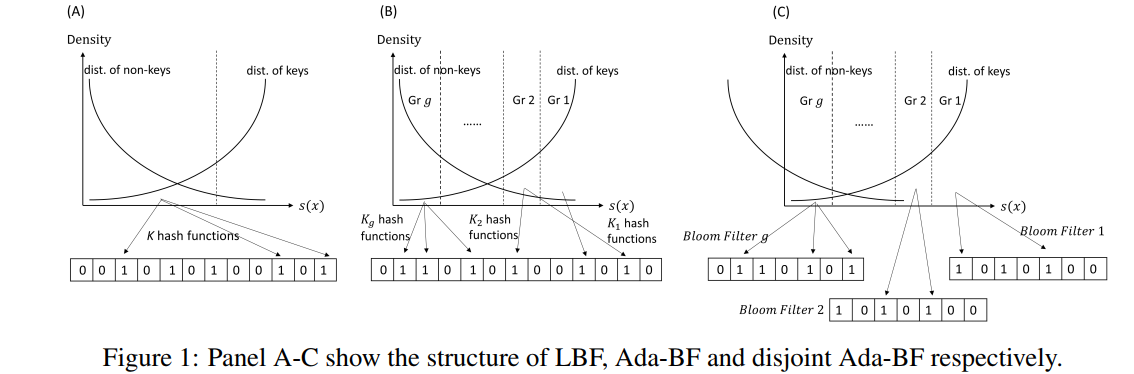 (A)
Density
dist. of non-keys
dist. of keys
s(x)
K hash functions
0 0 1 0 1 0 1 0 0 1 0 1
(B)
Density
dist. of non-keys
dist. of keys
Gr g
......
Gr 2
Gr 1
s(x)
K_g hash
functions
K_2 hash
functions
K_1 hash
functions
0 1 1 0 1 0 1 0 0 1 0 1 0
(C)
Density
dist. of non-keys
dist. of keys
Gr g
......
Gr 2
Gr 1
s(x)
Bloom Filter g
Bloom Filter 1
0 1 1 0 1 0 1
1 0 1 0 1 0 0
Bloom Filter 2
1 0 1 0 1 0 0
Figure 1: Panel A-C show the structure of LBF, Ada-BF and disjoint Ada-BF respectively.